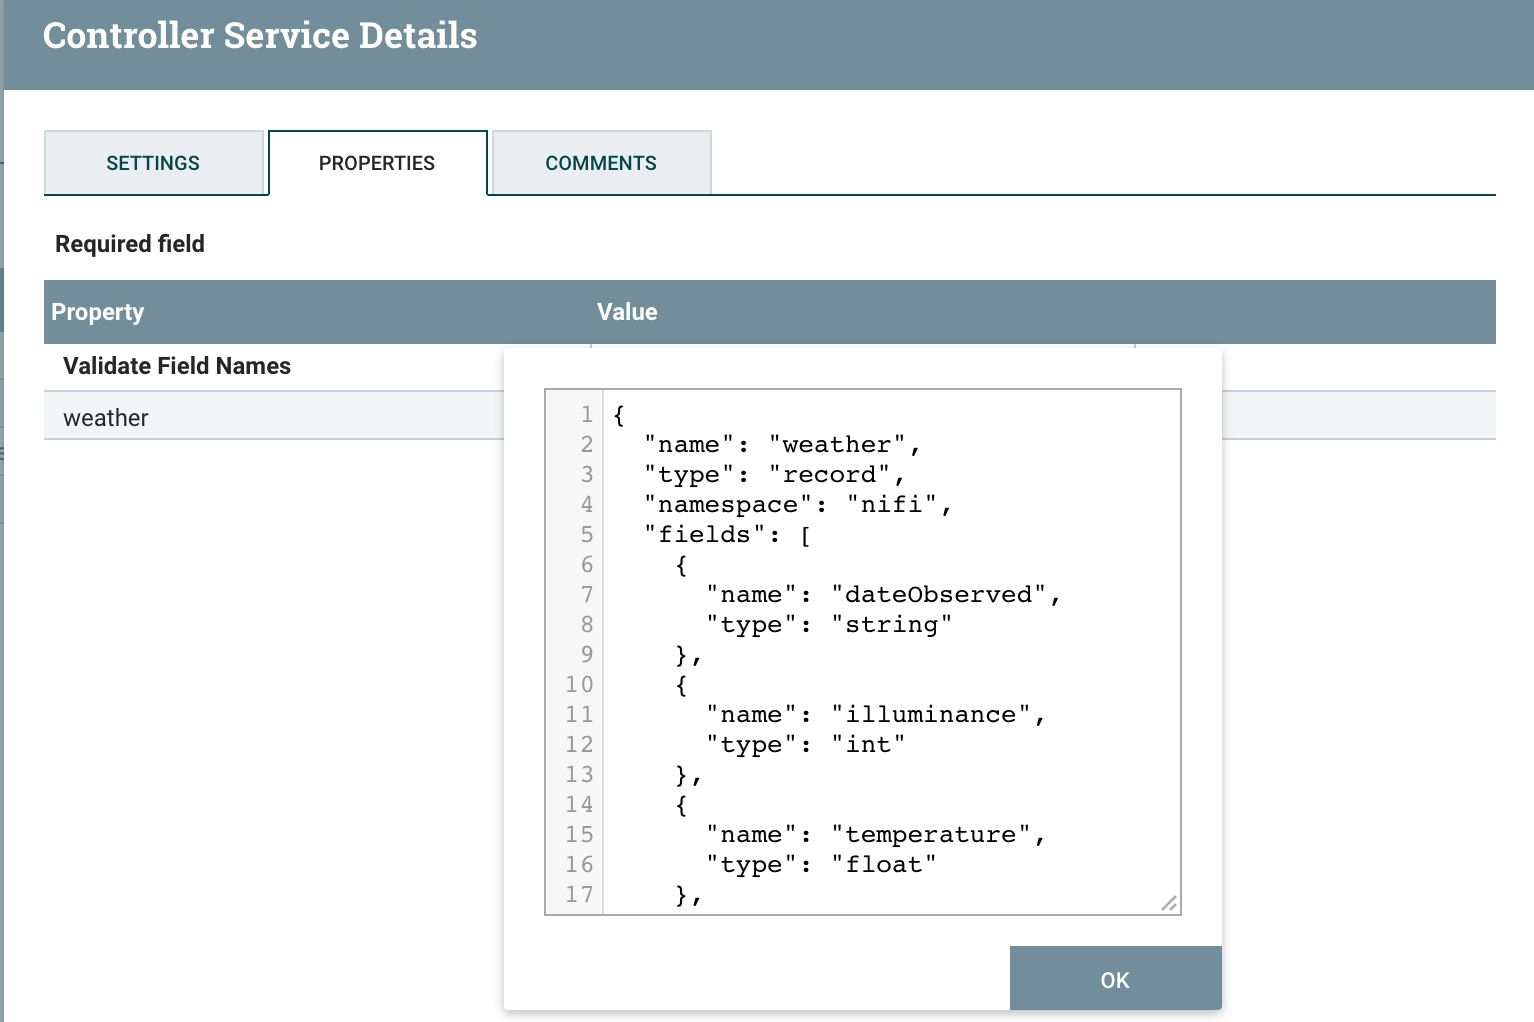 Controller Service Details
SETTINGS
PROPERTIES
COMMENTS
Required field
Property
Value
Validate Field Names
weather
1 {
2   "name": "weather",
3   "type": "record",
4   "namespace": "nifi",
5   "fields": [
6     {
7       "name": "dateObserved",
8       "type": "string"
9     },
10     {
11       "name": "illuminance",
12       "type": "int"
13     },
14     {
15       "name": "temperature",
16       "type": "float"
17     },
OK